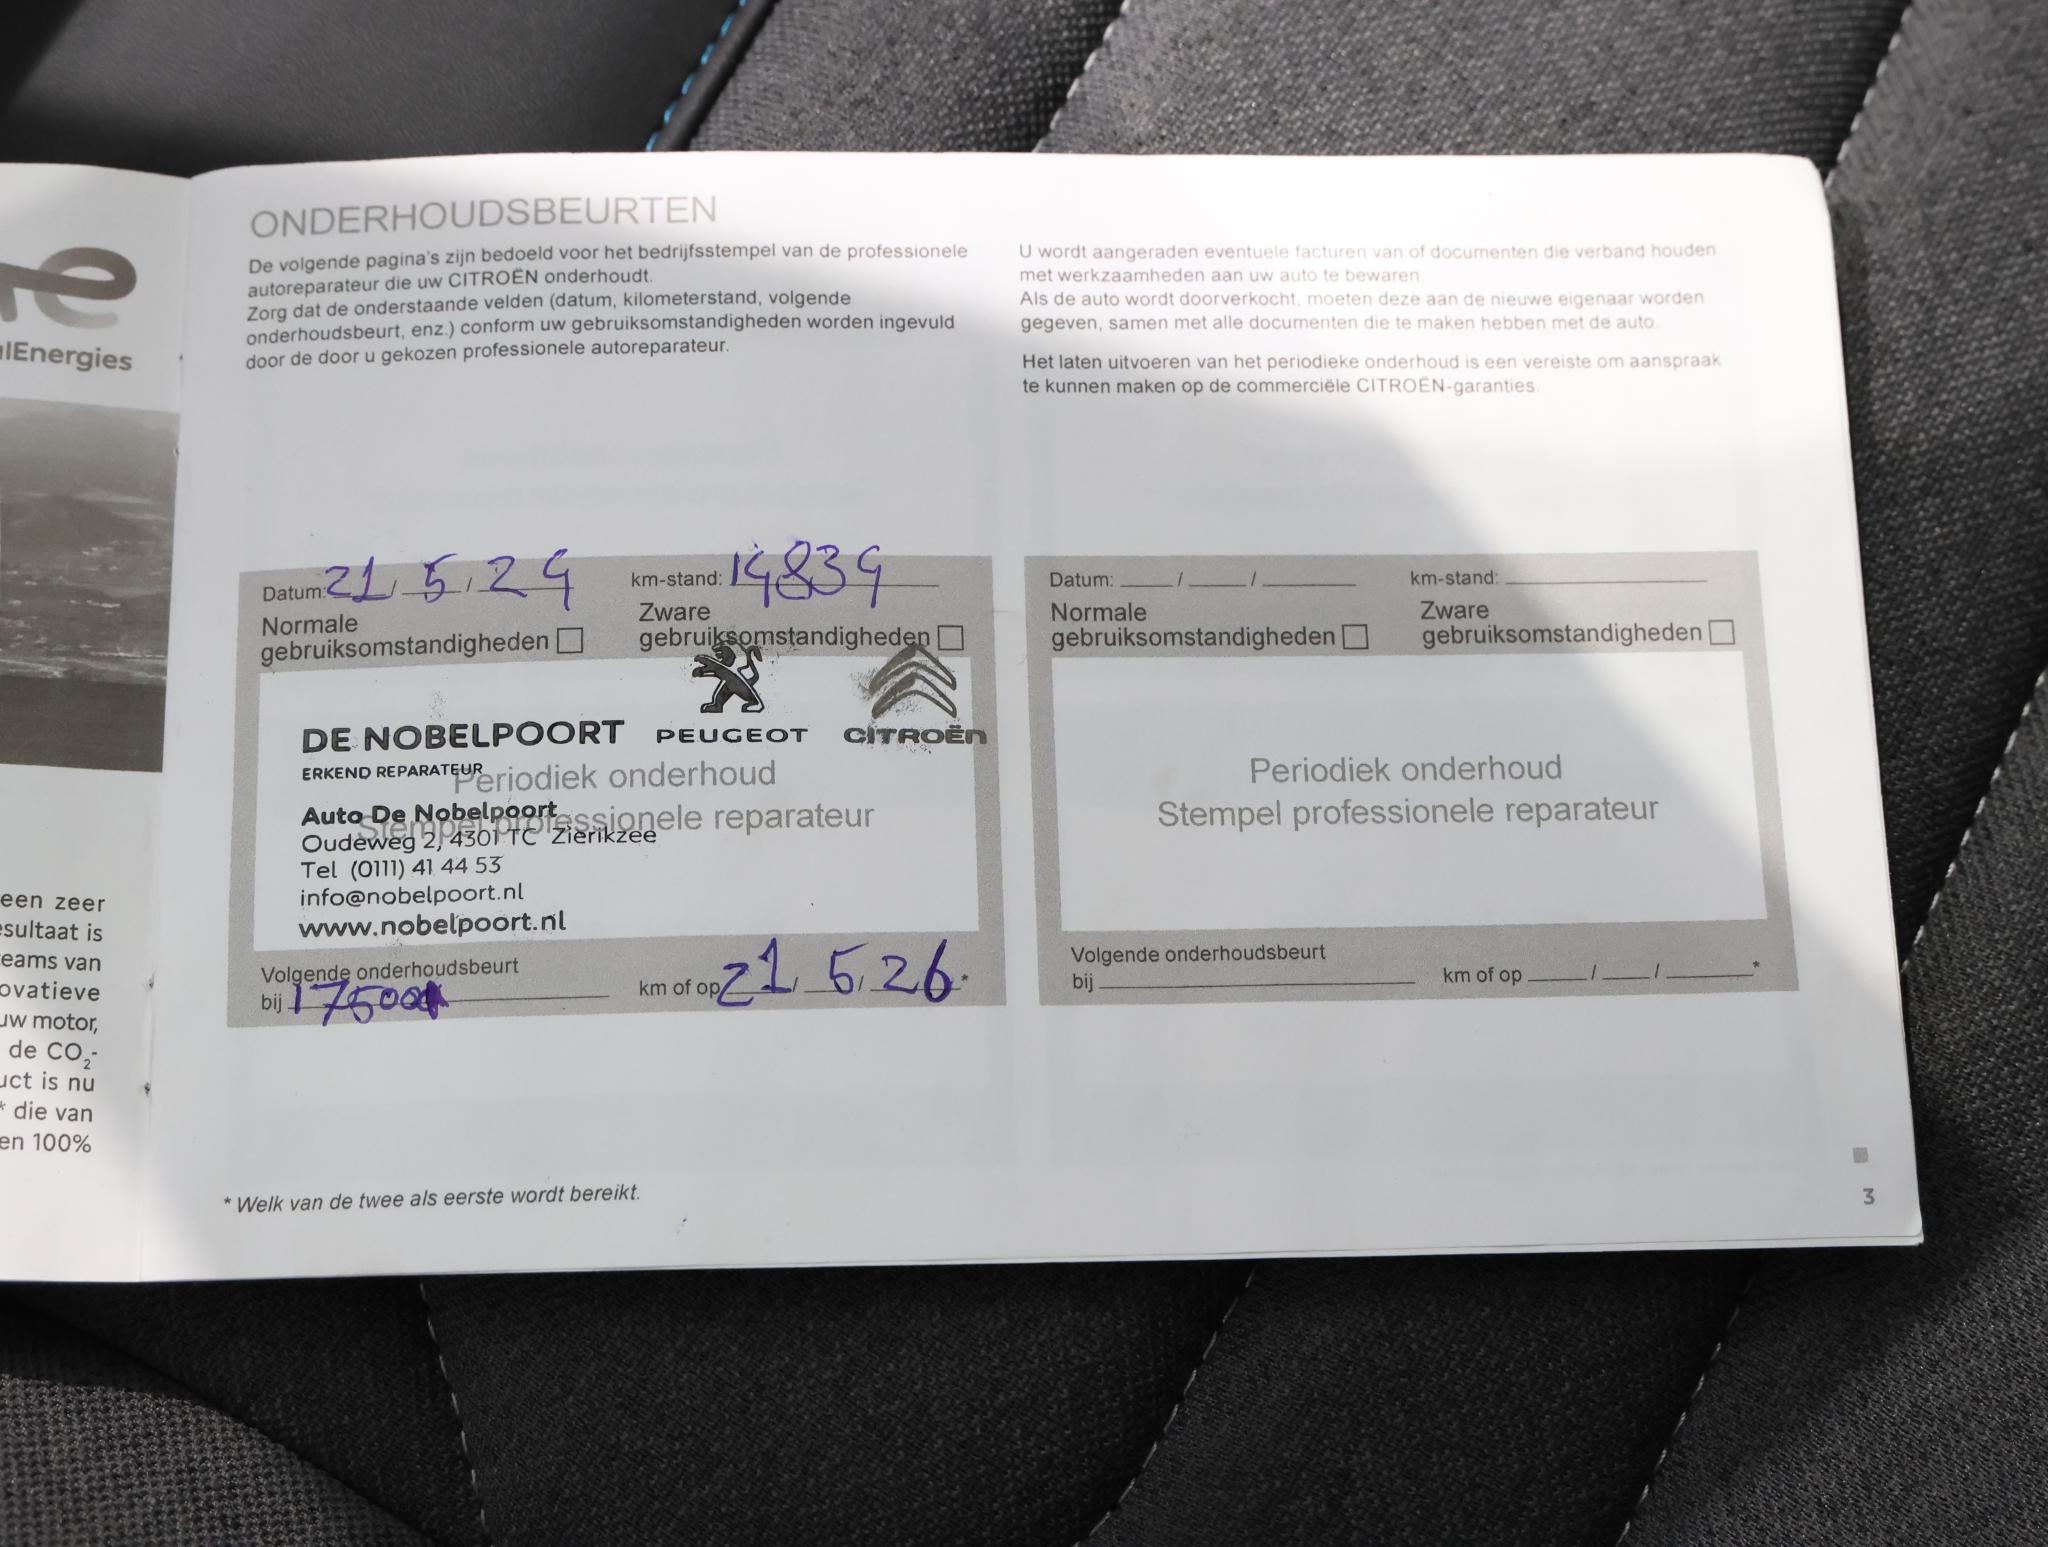 ne
alEnergies
een zeer
esultaat is
eams van
ovatieve
uw motor,
de CO2-
uct is nu
* die van
en 100%
ONDERHOUDSBEURTEN
De volgende pagina's zijn bedoeld voor het bedrijfsstempel van de professionele
autoreparateur die uw CITROËN onderhoudt.
Zorg dat de onderstaande velden (datum, kilometerstand, volgende
onderhoudsbeurt, enz.) conform uw gebruiksomstandigheden worden ingevuld
door de door u gekozen professionele autoreparateur.
U wordt aangeraden eventuele facturen van of documenten die verband houden
met werkzaamheden aan uw auto te bewaren.
Als de auto wordt doorverkocht, moeten deze aan de nieuwe eigenaar worden
gegeven, samen met alle documenten die te maken hebben met de auto.
Het laten uitvoeren van het periodieke onderhoud is een vereiste om aanspraak
te kunnen maken op de commerciële CITROËN-garanties.
Datum: 21 / 5 / 24 km-stand: 14834
Normale Zware
gebruiksomstandigheden gebruiksomstandigheden
DE NOBELPOORT PEUGEOT CITROËN
ERKEND REPARATEUR
Periodiek onderhoud
Auto De Nobelpoort
Stempel professionele reparateur
Oudeweg 2, 4301 TC Zierikzee
Tel (0111) 41 44 53
info@nobelpoort.nl
www.nobelpoort.nl
Volgende onderhoudsbeurt
bij km of op 21 / 5 / 26 *
Datum: / / km-stand:
Normale Zware
gebruiksomstandigheden gebruiksomstandigheden
Periodiek onderhoud
Stempel professionele reparateur
Volgende onderhoudsbeurt
bij km of op / / *
* Welk van de twee als eerste wordt bereikt.
3